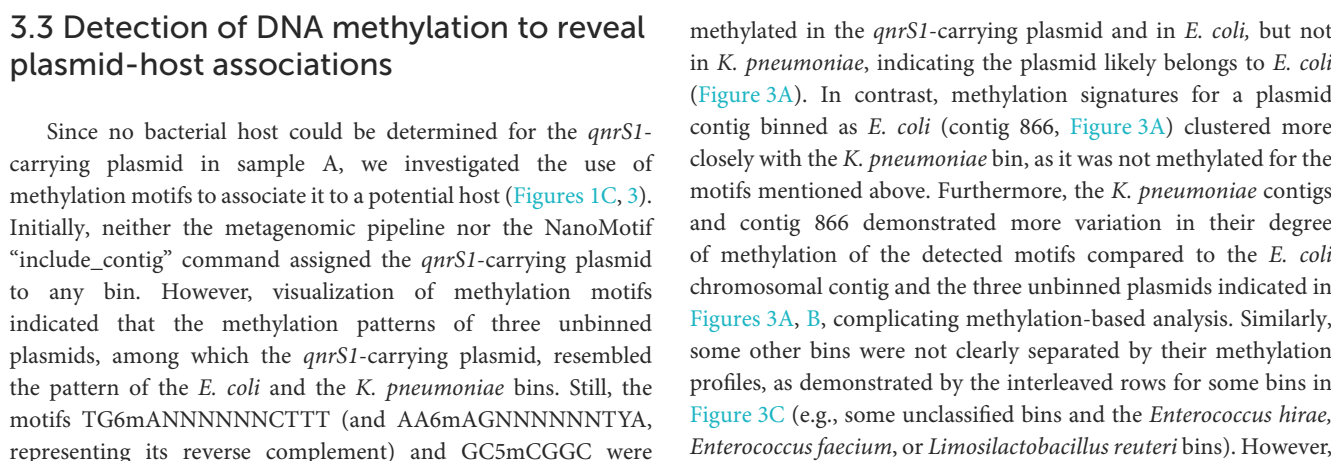 3.3 Detection of DNA methylation to reveal
plasmid-host associations
Since no bacterial host could be determined for the qnrS1-
carrying plasmid in sample A, we investigated the use of
methylation motifs to associate it to a potential host (Figures 1C, 3).
Initially, neither the metagenomic pipeline nor the NanoMotif
“include_contig” command assigned the qnrS1-carrying plasmid
to any bin. However, visualization of methylation motifs
indicated that the methylation patterns of three unbinned
plasmids, among which the qnrS1-carrying plasmid, resembled
the pattern of the E. coli and the K. pneumoniae bins. Still, the
motifs TG6mANNNNNNCTTT (and AA6mAGNNNNNNTYA,
representing its reverse complement) and GC5mCGGC were
methylated in the qnrS1-carrying plasmid and in E. coli, but not
in K. pneumoniae, indicating the plasmid likely belongs to E. coli
(Figure 3A). In contrast, methylation signatures for a plasmid
contig binned as E. coli (contig 866, Figure 3A) clustered more
closely with the K. pneumoniae bin, as it was not methylated for the
motifs mentioned above. Furthermore, the K. pneumoniae contigs
and contig 866 demonstrated more variation in their degree
of methylation of the detected motifs compared to the E. coli
chromosomal contig and the three unbinned plasmids indicated in
Figures 3A, B, complicating methylation-based analysis. Similarly,
some other bins were not clearly separated by their methylation
profiles, as demonstrated by the interleaved rows for some bins in
Figure 3C (e.g., some unclassified bins and the Enterococcus hirae,
Enterococcus faecium, or Limosilactobacillus reuteri bins). However,